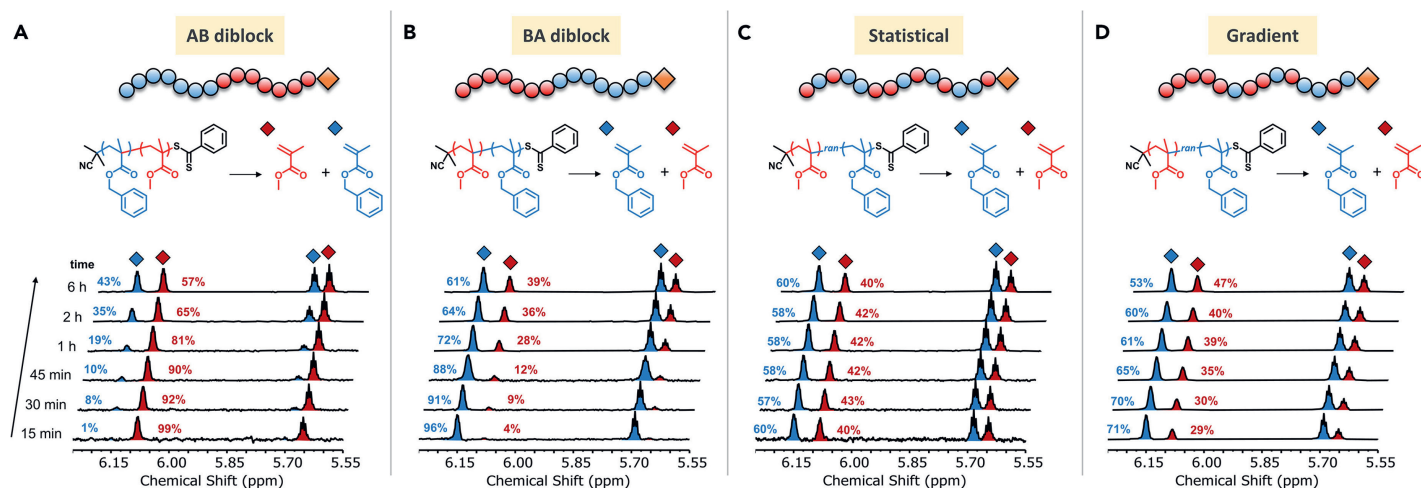 A
AB diblock
NC
O
O
O
O
S
S
+
O
O
O
O
time
6 h
43%
57%
2 h
35%
65%
1 h
19%
81%
45 min
10%
90%
30 min
8%
92%
15 min
1%
99%
6.15 6.00 5.85 5.70 5.55
Chemical Shift (ppm)
B
BA diblock
NC
O
O
O
O
S
S
+
O
O
O
O
61%
39%
64%
36%
72%
28%
88%
12%
91%
9%
96%
4%
6.15 6.00 5.85 5.70 5.55
Chemical Shift (ppm)
C
Statistical
NC
ran
O
O
O
O
S
S
+
O
O
O
O
60%
40%
58%
42%
58%
42%
58%
42%
57%
43%
60%
40%
6.15 6.00 5.85 5.70 5.55
Chemical Shift (ppm)
D
Gradient
NC
ran
O
O
O
O
S
S
+
O
O
O
O
53%
47%
60%
40%
61%
39%
65%
35%
70%
30%
71%
29%
6.15 6.00 5.85 5.70 5.55
Chemical Shift (ppm)